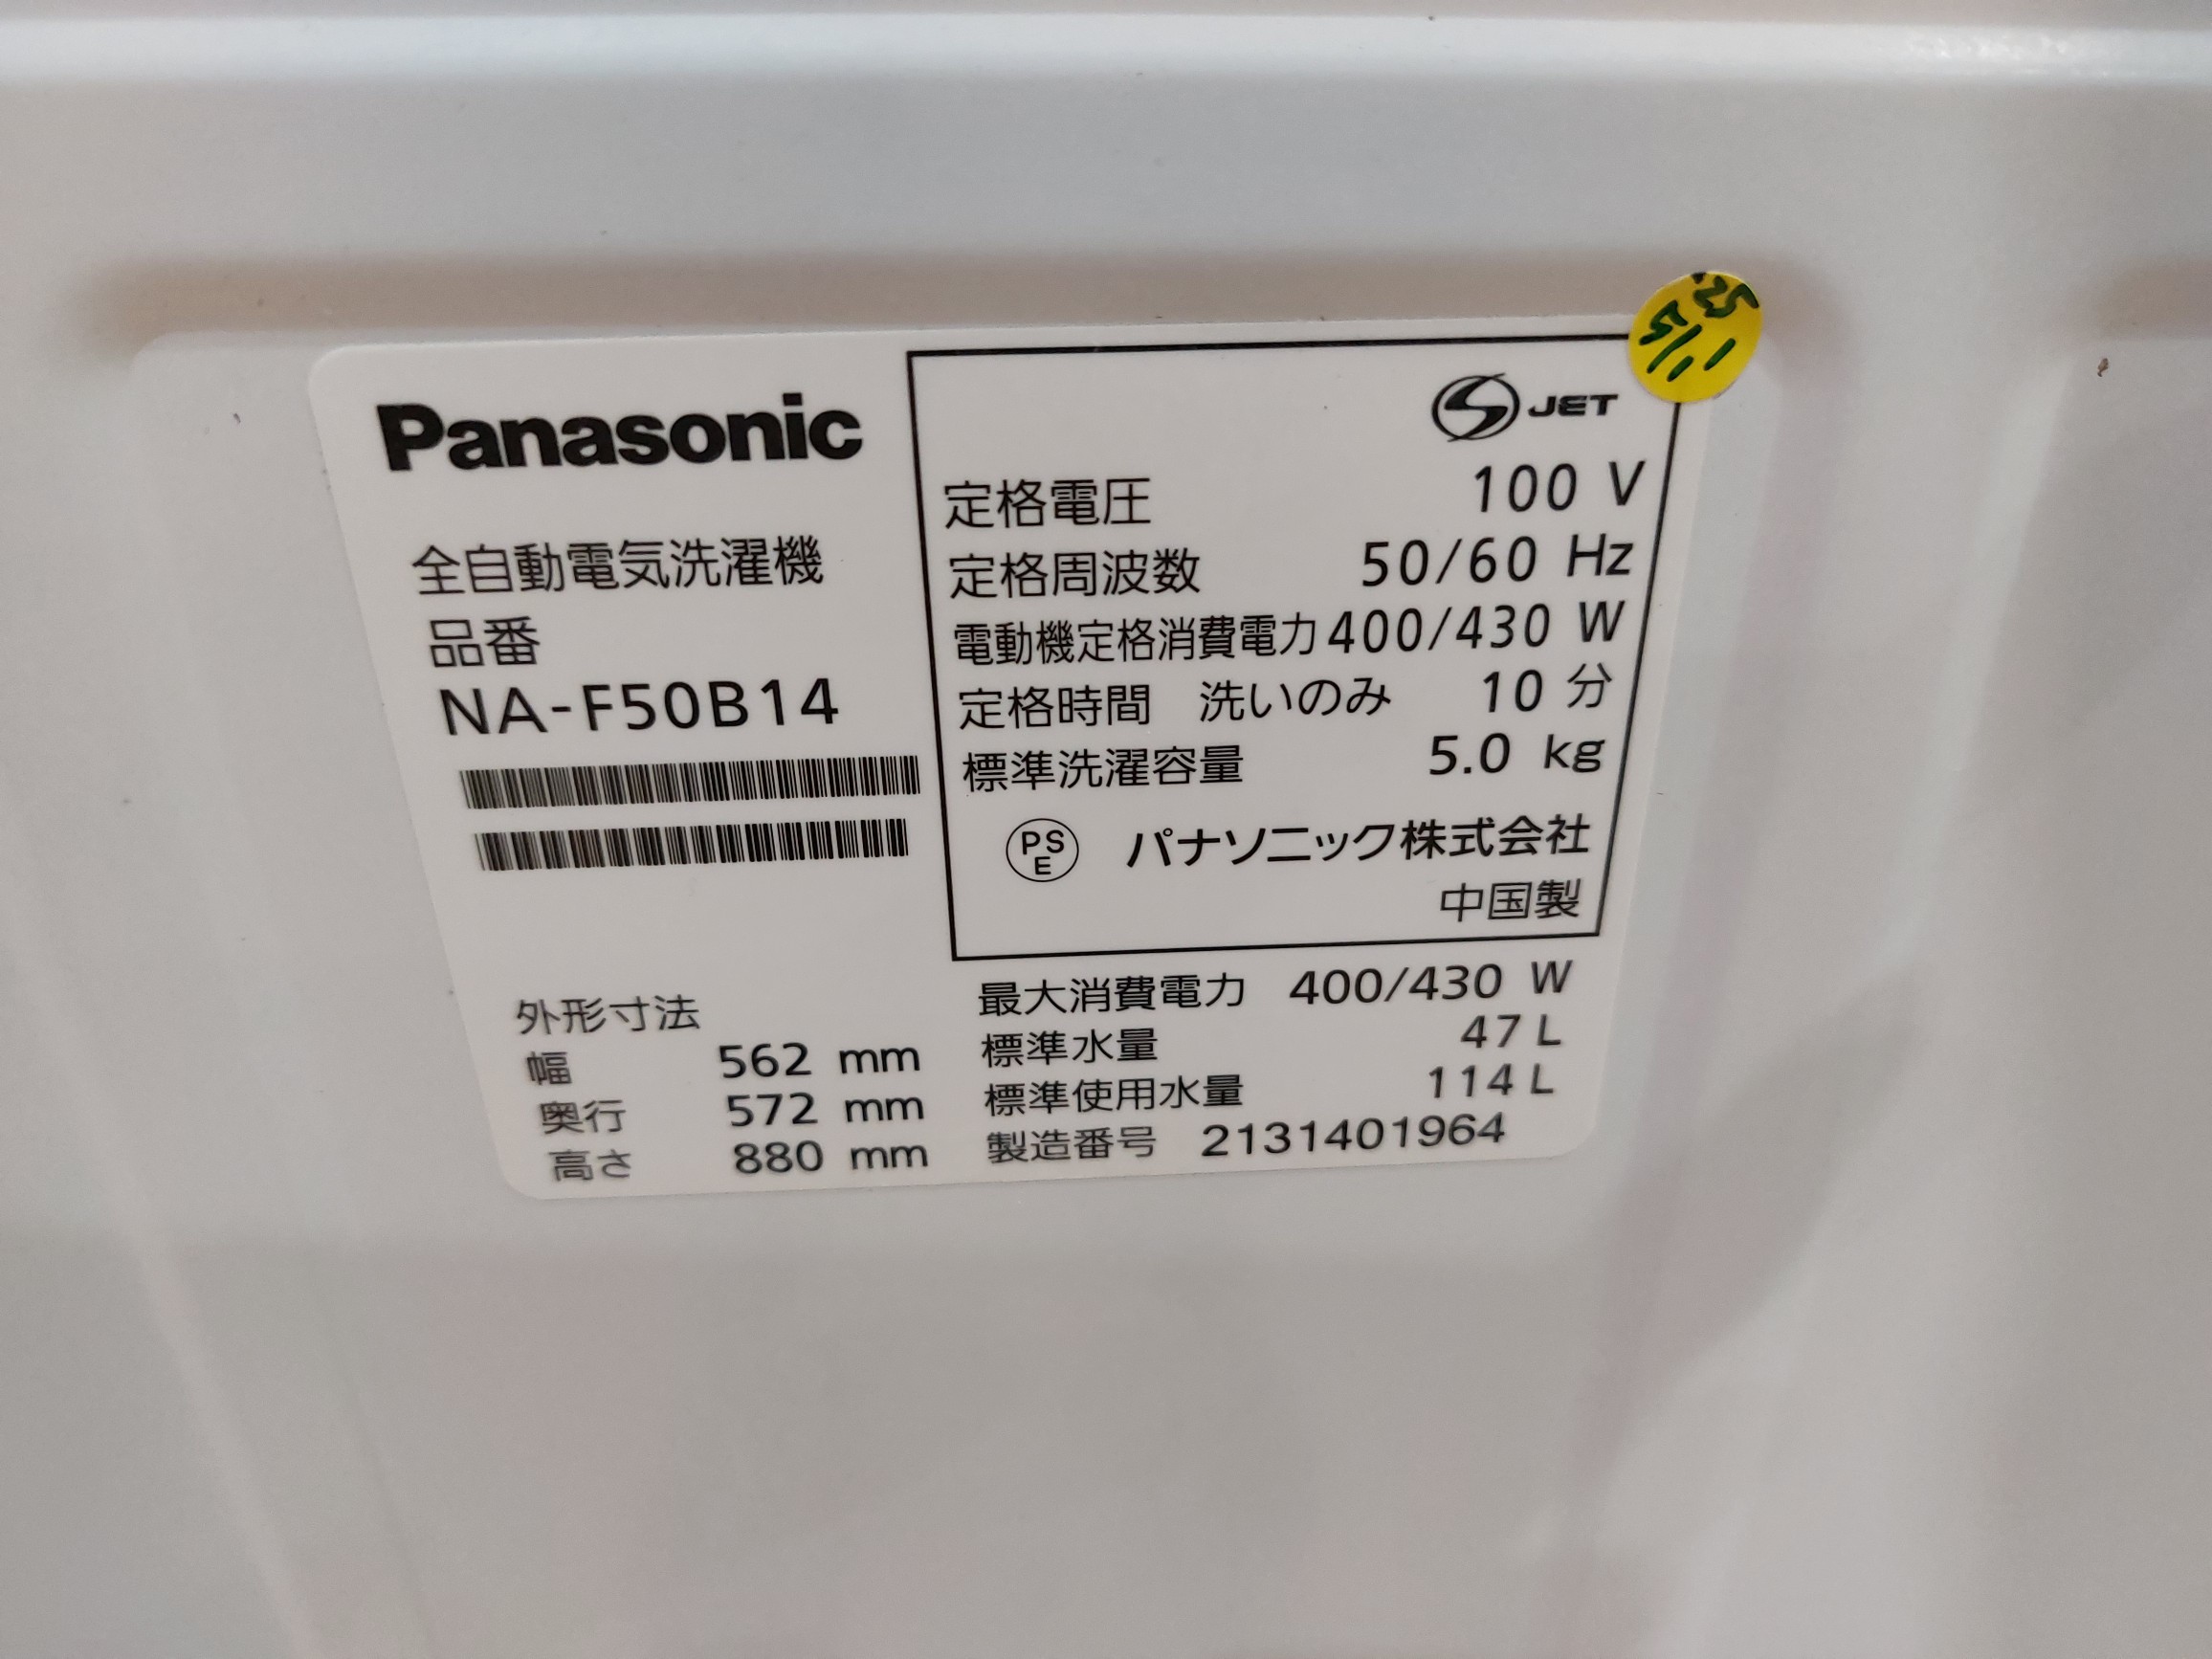 '25
5/11
Panasonic
全自動電気洗濯機
品番
NA-F50B14
S JET
定格電圧 100 V
定格周波数 50/60 Hz
電動機定格消費電力 400/430 W
定格時間 洗いのみ 10 分
標準洗濯容量 5.0 kg
PS
E
パナソニック株式会社
中国製
外形寸法
幅 562 mm
奥行 572 mm
高さ 880 mm
最大消費電力 400/430 W
標準水量 47 L
標準使用水量 114 L
製造番号 2131401964